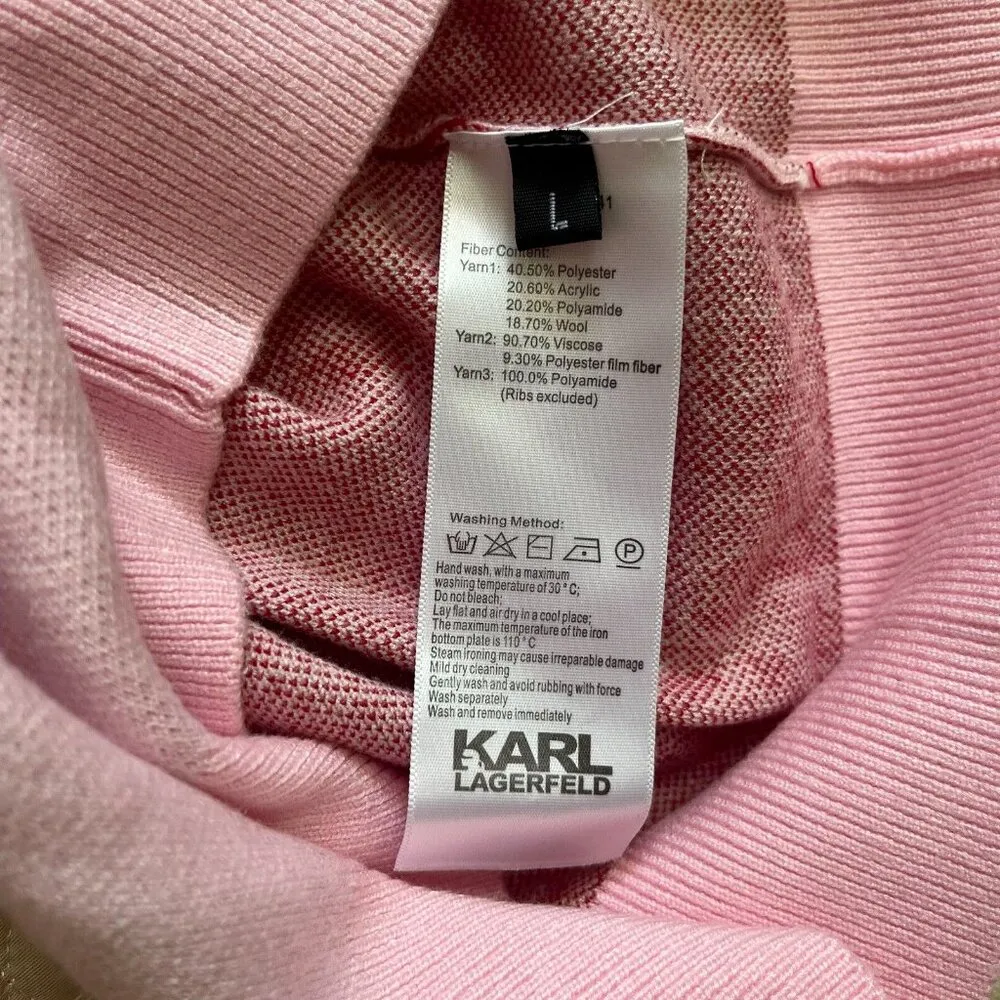 L
Fiber Content:
Yarn1: 40.50% Polyester
20.60% Acrylic
20.20% Polyamide
18.70% Wool
Yarn2: 90.70% Viscose
9.30% Polyester film fiber
Yarn3: 100.0% Polyamide
(Ribs excluded)
Washing Method:
P
Hand wash, with a maximum
washing temperature of 30°C;
Do not bleach;
Lay flat and air dry in a cool place;
The maximum temperature of the iron
bottom plate is 110°C
Steam ironing may cause irreparable damage
Mild dry cleaning
Gently wash and avoid rubbing with force
Wash separately
Wash and remove immediately
KARL
LAGERFELD